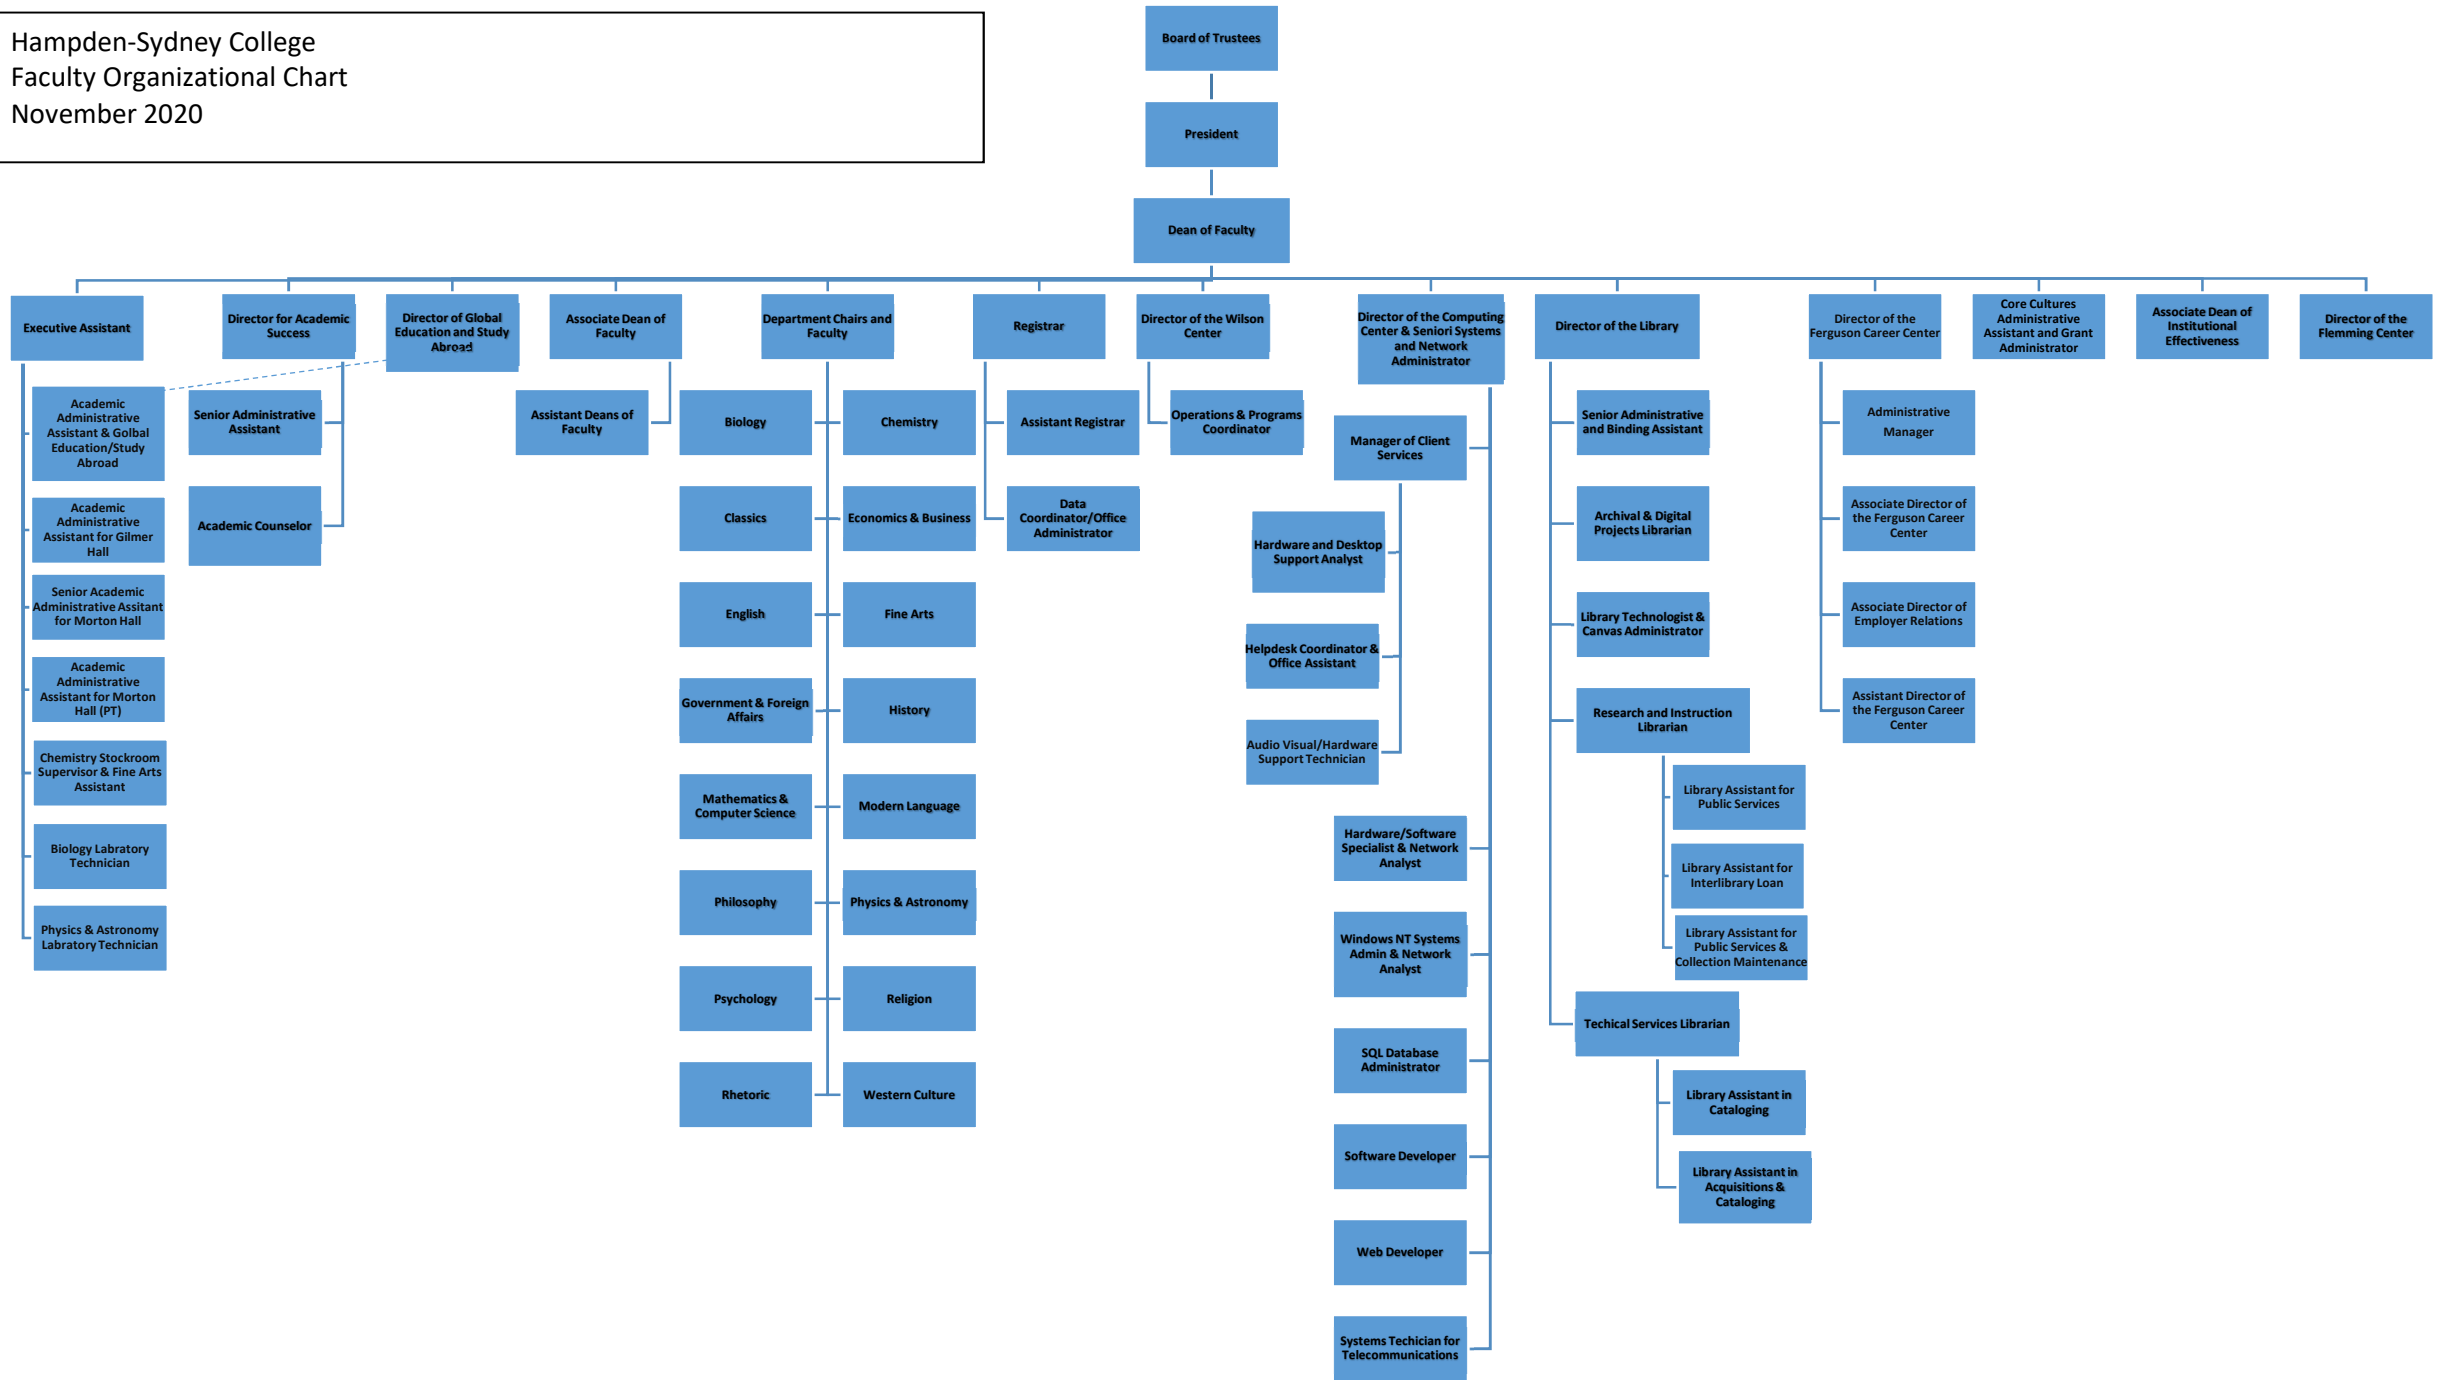 Hampden-Sydney College
Faculty Organizational Chart
November 2020
Board of Trustees
President
Dean of Faculty
Executive Assistant
Director for Academic
Success
Director of Global
Education and Study
Abroad
Associate Dean of
Faculty
Department Chairs and
Faculty
Registrar
Director of the Wilson
Center
Director of the Computing
Center & Seniori Systems
and Network
Administrator
Director of the Library
Director of the
Ferguson Career Center
Core Cultures
Administrative
Assistant and Grant
Administrator
Associate Dean of
Institutional
Effectiveness
Director of the
Flemming Center
Academic
Administrative
Assistant & Golbal
Education/Study
Abroad
Academic
Administrative
Assistant for Gilmer
Hall
Senior Academic
Administrative Assitant
for Morton Hall
Academic
Administrative
Assistant for Morton
Hall (PT)
Chemistry Stockroom
Supervisor & Fine Arts
Assistant
Biology Labratory
Technician
Physics & Astronomy
Labratory Technician
Senior Administrative
Assistant
Academic Counselor
Assistant Deans of
Faculty
Biology
Chemistry
Classics
Economics & Business
English
Fine Arts
Government & Foreign
Affairs
History
Mathematics &
Computer Science
Modern Language
Philosophy
Physics & Astronomy
Psychology
Religion
Rhetoric
Western Culture
Assistant Registrar
Data
Coordinator/Office
Administrator
Operations & Programs
Coordinator
Manager of Client
Services
Hardware and Desktop
Support Analyst
Helpdesk Coordinator &
Office Assistant
Audio Visual/Hardware
Support Technician
Hardware/Software
Specialist & Network
Analyst
Windows NT Systems
Admin & Network
Analyst
SQL Database
Administrator
Software Developer
Web Developer
Systems Techician for
Telecommunications
Senior Administrative
and Binding Assistant
Archival & Digital
Projects Librarian
Library Technologist &
Canvas Administrator
Research and Instruction
Librarian
Library Assistant for
Public Services
Library Assistant for
Interlibrary Loan
Library Assistant for
Public Services &
Collection Maintenance
Techical Services Librarian
Library Assistant in
Cataloging
Library Assistant in
Acquisitions &
Cataloging
Administrative
Manager
Associate Director of
the Ferguson Career
Center
Associate Director of
Employer Relations
Assistant Director of
the Ferguson Career
Center